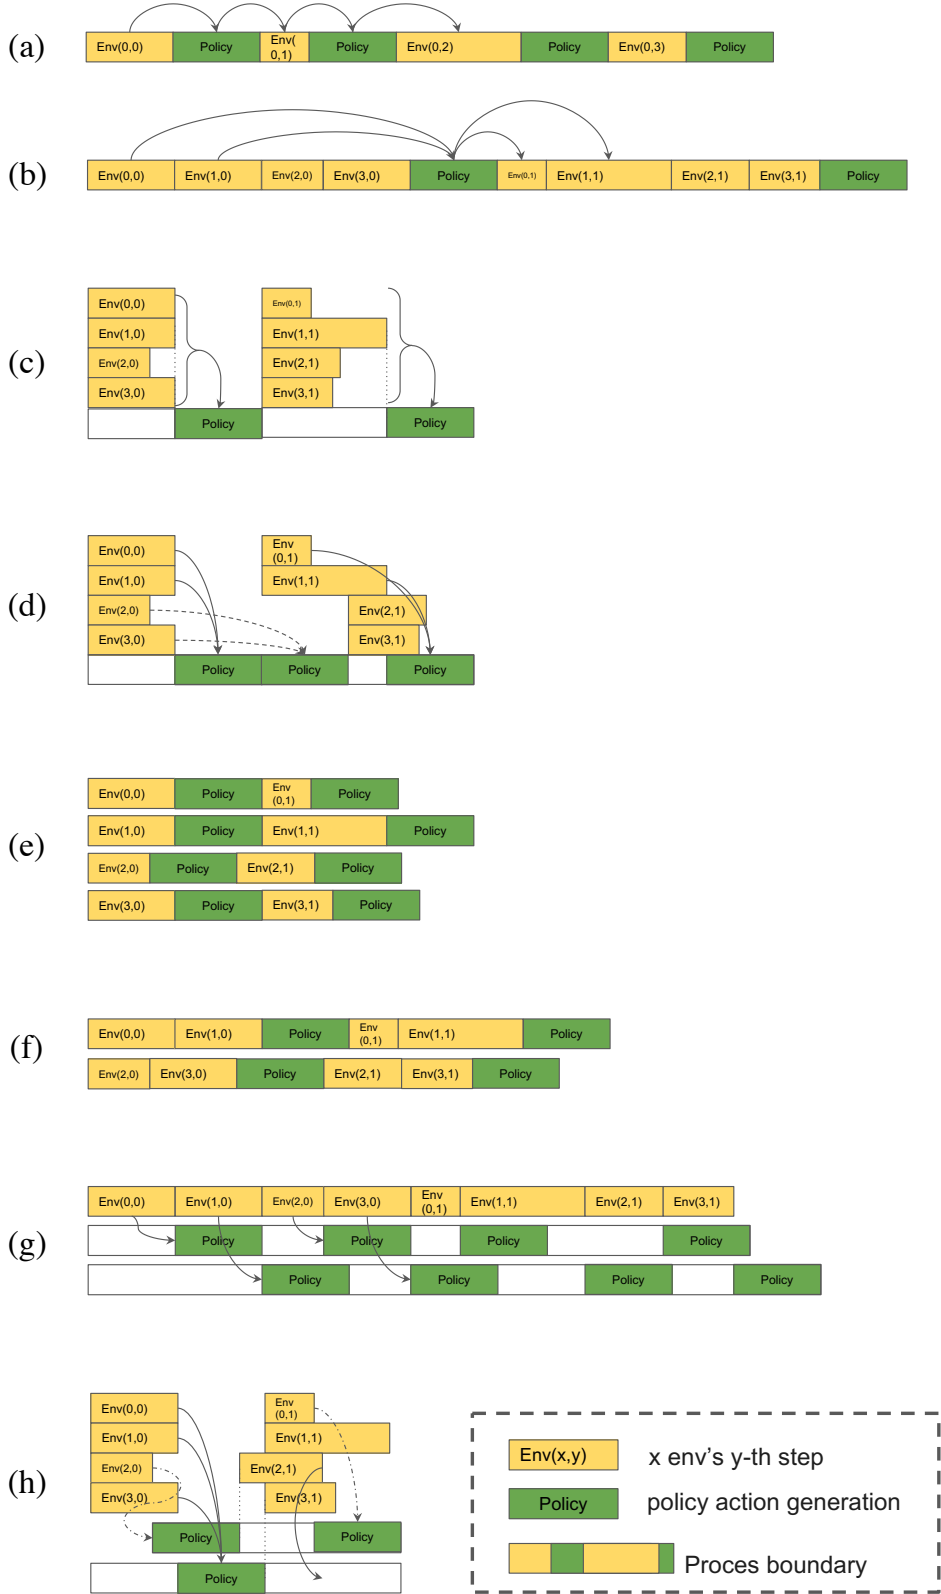 (a) Env(0,0) Policy Env( 0,1) Policy Env(0,2) Policy Env(0,3) Policy
(b) Env(0,0) Env(1,0) Env(2,0) Env(3,0) Policy Env(0,1) Env(1,1) Env(2,1) Env(3,1) Policy
(c)
Env(0,0) Env(0,1)
Env(1,0) Env(1,1)
Env(2,0) Env(2,1)
Env(3,0) Env(3,1)
Policy Policy
(d)
Env(0,0) Env (0,1)
Env(1,0) Env(1,1)
Env(2,0) Env(2,1)
Env(3,0) Env(3,1)
Policy Policy Policy
(e)
Env(0,0) Policy Env (0,1) Policy
Env(1,0) Policy Env(1,1) Policy
Env(2,0) Policy Env(2,1) Policy
Env(3,0) Policy Env(3,1) Policy
(f)
Env(0,0) Env(1,0) Policy Env (0,1) Env(1,1) Policy
Env(2,0) Env(3,0) Policy Env(2,1) Env(3,1) Policy
(g)
Env(0,0) Env(1,0) Env(2,0) Env(3,0) Env (0,1) Env(1,1) Env(2,1) Env(3,1)
Policy Policy Policy Policy
Policy Policy Policy Policy
(h)
Env(0,0) Env (0,1)
Env(1,0) Env(1,1)
Env(2,0) Env(2,1)
Env(3,0) Env(3,1)
Policy Policy
Policy
Env(x,y) x env's y-th step
Policy policy action generation
Proces boundary